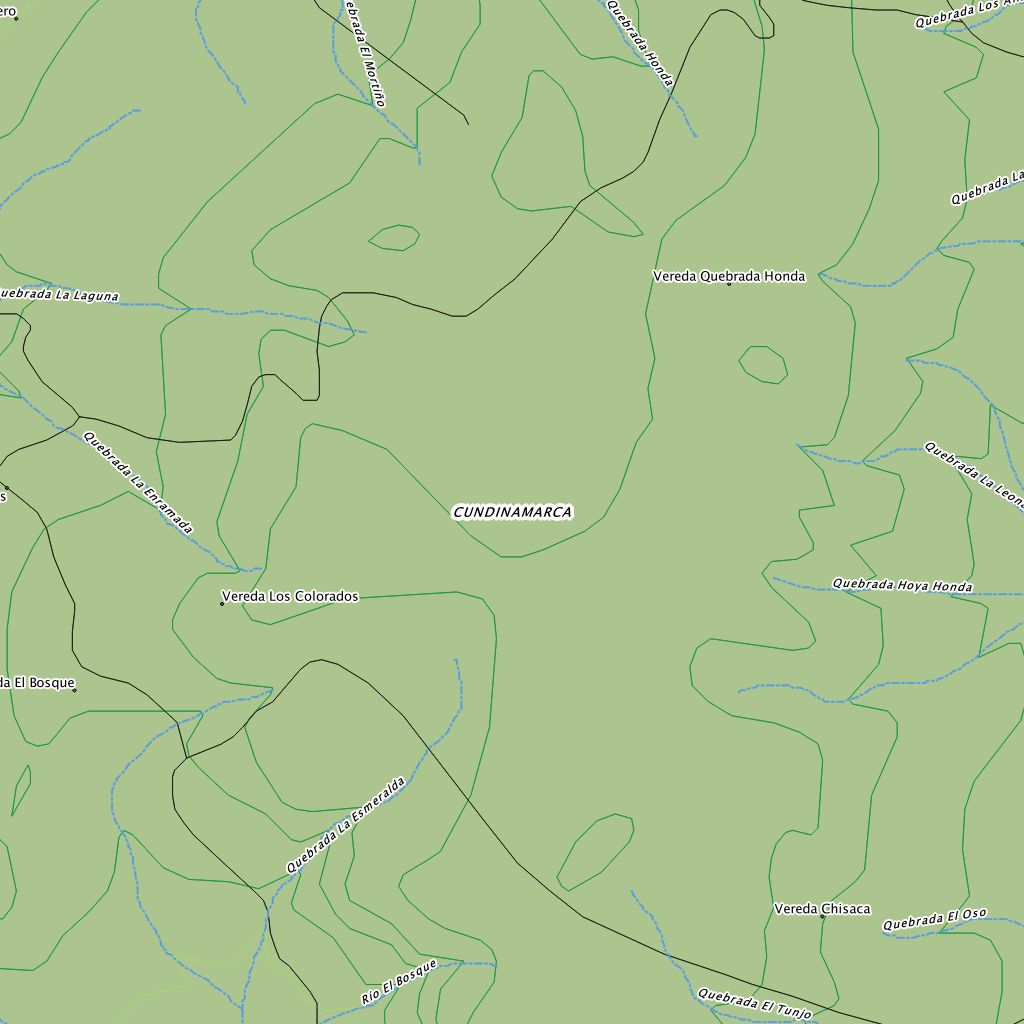 ero
Quebrada El Mortiño
Quebrada Honda
Quebrada Los
Quebrada La
Vereda Quebrada Honda
Quebrada La Laguna
Quebrada La Enramada
Quebrada La Leona
s
CUNDINAMARCA
Quebrada Hoya Honda
Vereda Los Colorados
da El Bosque
Quebrada La Esmeralda
Vereda Chisaca
Quebrada El Oso
Río El Bosque
Quebrada El Tunjo